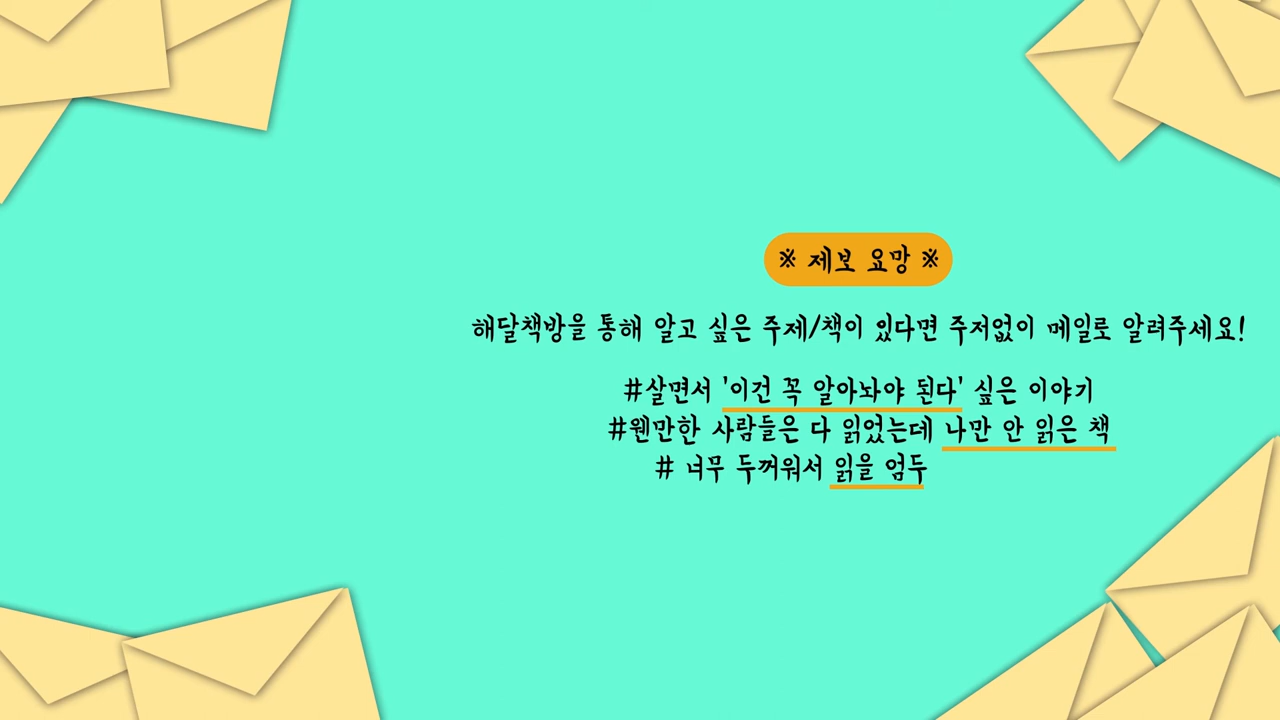 ※ 제보 요망 ※
해달책방을 통해 알고 싶은 주제/책이 있다면 주저없이 메일로 알려주세요!
#살면서 '이건 꼭 알아놔야 된다' 싶은 이야기
#웬만한 사람들은 다 읽었는데 나만 안 읽은 책
# 너무 두꺼워서 읽을 엄두